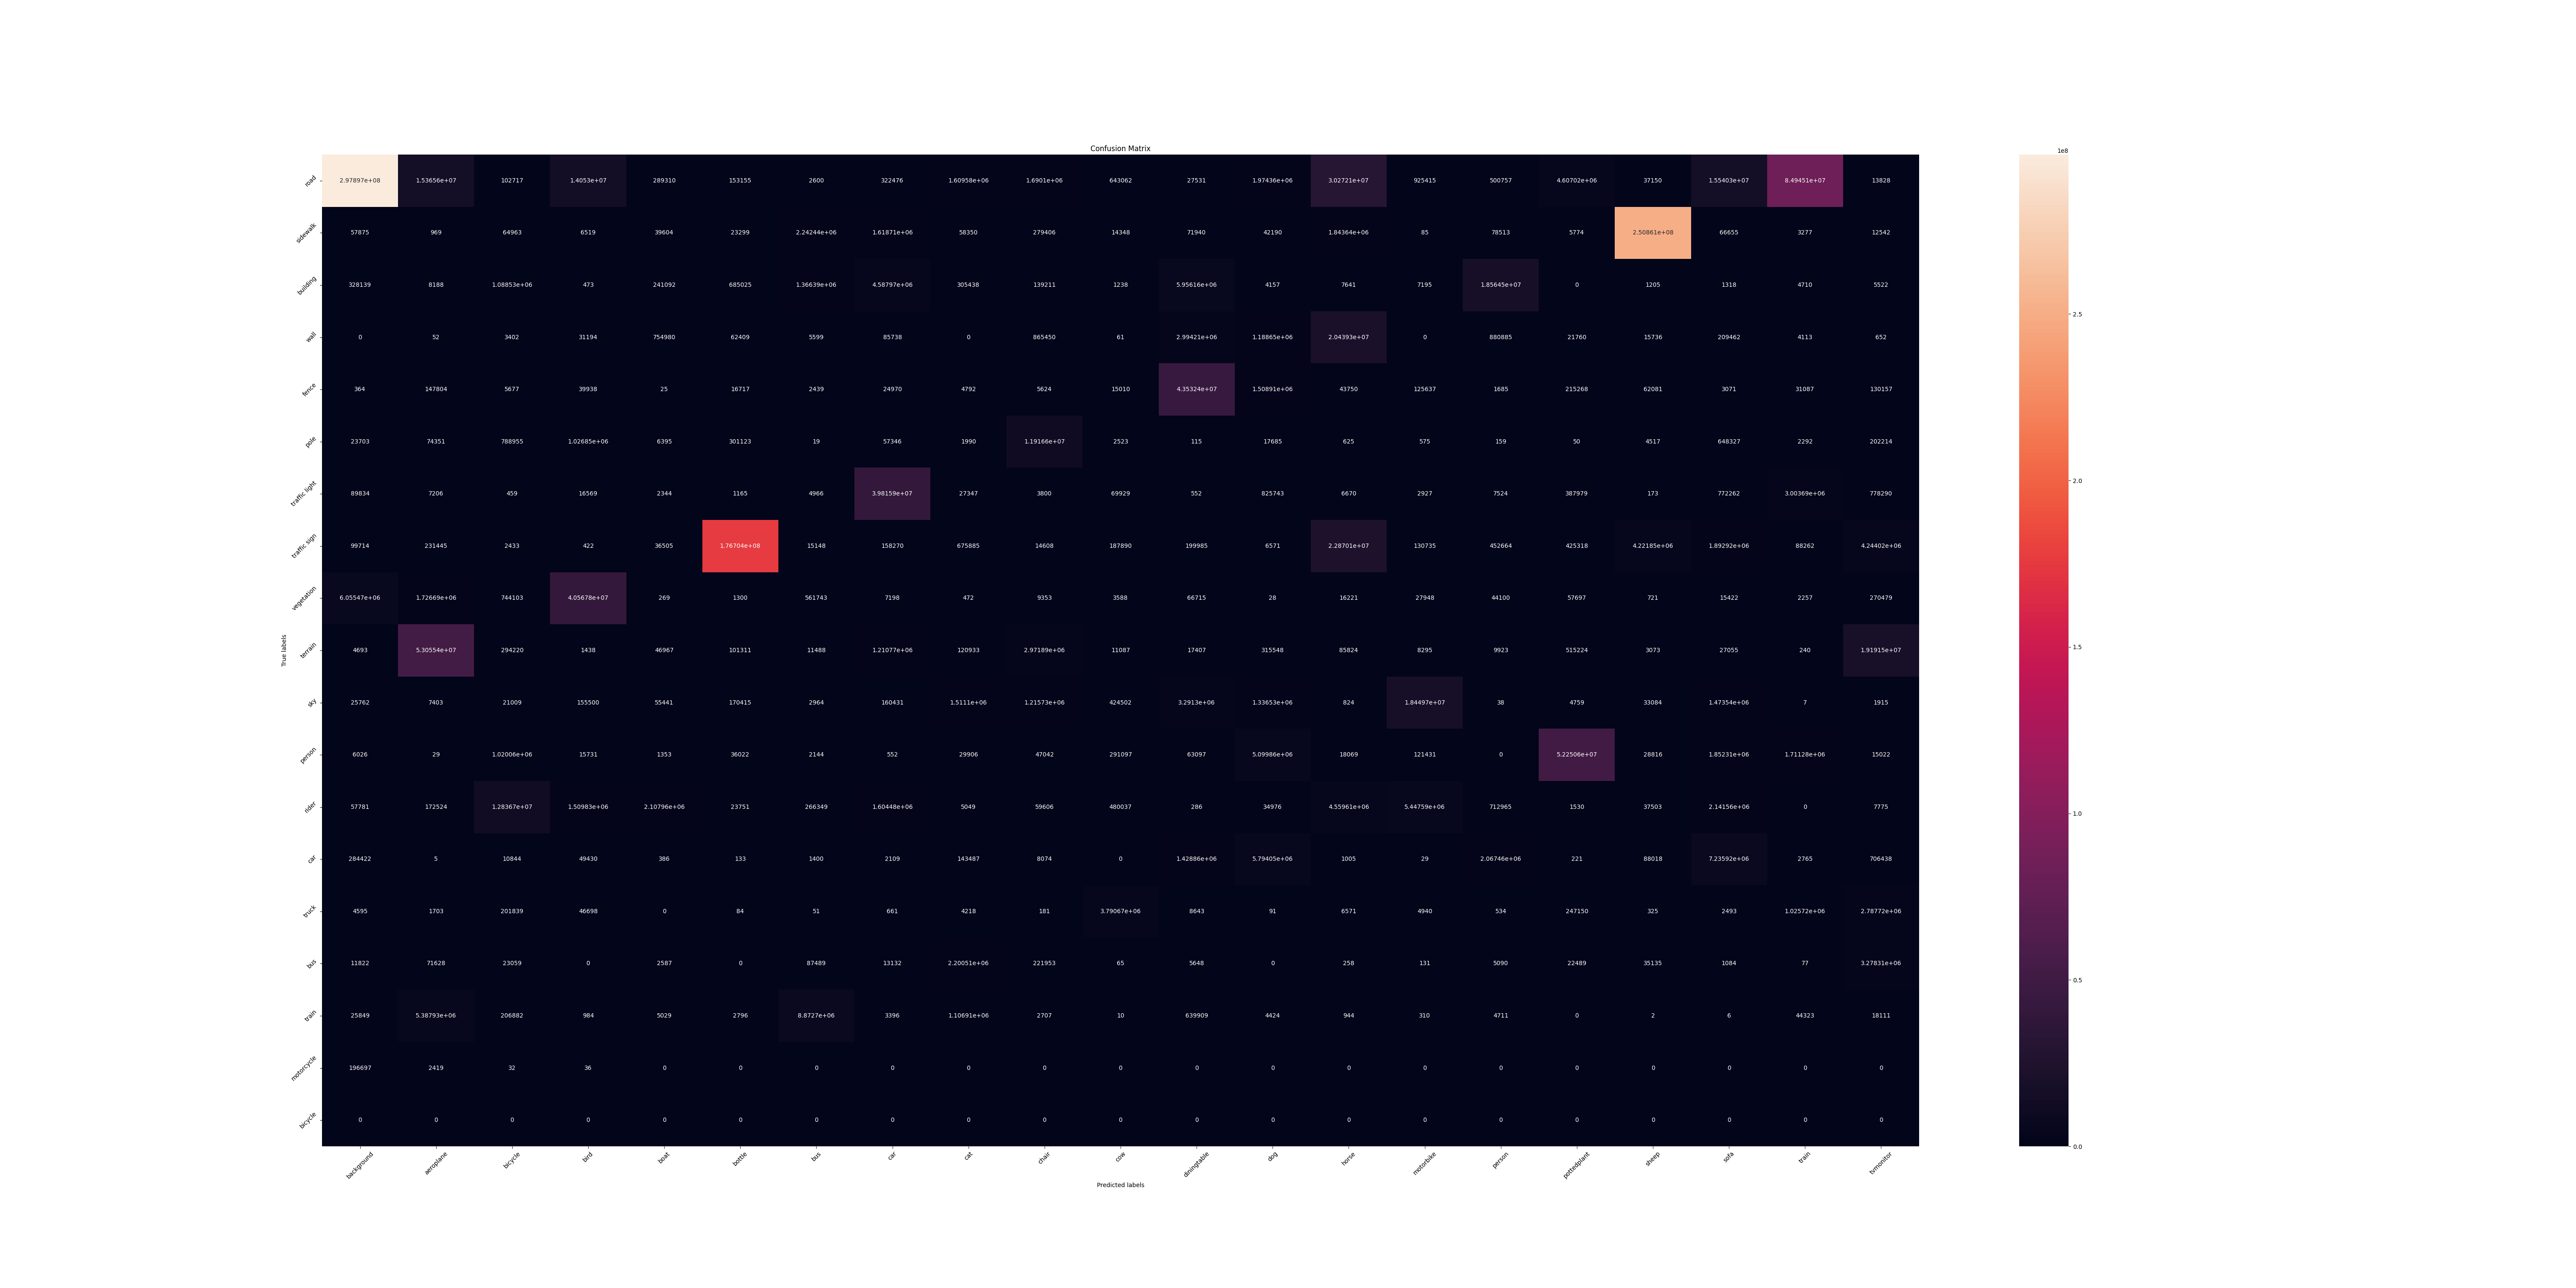 Confusion Matrix
1e8
road 2.97897e+08 1.53656e+07 102717 1.4053e+07 289310 153155 2600 322476 1.60958e+06 1.6901e+06 643062 27531 1.97436e+06 3.02721e+07 925415 500757 4.60702e+06 37150 1.55403e+07 8.49451e+07 13828
sidewalk 57875 969 64963 6519 39604 23299 2.24244e+06 1.61871e+06 58350 279406 14348 71940 42190 1.84364e+06 85 78513 5774 2.50861e+08 66655 3277 12542
building 328139 8188 1.08853e+06 473 241092 685025 1.36639e+06 4.58797e+06 305438 139211 1238 5.95616e+06 4157 7641 7195 1.85645e+07 0 1205 1318 4710 5522
2.5
wall 0 52 3402 31194 754980 62409 5599 85738 0 865450 61 2.99421e+06 1.18865e+06 2.04393e+07 0 880885 21760 15736 209462 4113 652
fence 364 147804 5677 39938 25 16717 2439 24970 4792 5624 15010 4.35324e+07 1.50891e+06 43750 125637 1685 215268 62081 3071 31087 130157
pole 23703 74351 788955 1.02685e+06 6395 301123 19 57346 1990 1.19166e+07 2523 115 17685 625 575 159 50 4517 648327 2292 202214
2.0
traffic light 89834 7206 459 16569 2344 1165 4966 3.98159e+07 27347 3800 69929 552 825743 6670 2927 7524 387979 173 772262 3.00369e+06 778290
traffic sign 99714 231445 2433 422 36505 1.76704e+08 15148 158270 675885 14608 187890 199985 6571 2.28701e+07 130735 452664 425318 4.22185e+06 1.89292e+06 88262 4.24402e+06
vegetation 6.05547e+06 1.72669e+06 744103 4.05678e+07 269 1300 561743 7198 472 9353 3588 66715 28 16221 27948 44100 57697 721 15422 2257 270479
1.5
True labels
terrain 4693 5.30554e+07 294220 1438 46967 101311 11488 1.21077e+06 120933 2.97189e+06 11087 17407 315548 85824 8295 9923 515224 3073 27055 240 1.91915e+07
sky 25762 7403 21009 155500 55441 170415 2964 160431 1.5111e+06 1.21573e+06 424502 3.2913e+06 1.33653e+06 824 1.84497e+07 38 4759 33084 1.47354e+06 7 1915
person 6026 29 1.02006e+06 15731 1353 36022 2144 552 29906 47042 291097 63097 5.09986e+06 18069 121431 0 5.22506e+07 28816 1.85231e+06 1.71128e+06 15022
rider 57781 172524 1.28367e+07 1.50983e+06 2.10796e+06 23751 266349 1.60448e+06 5049 59606 480037 286 34976 4.55961e+06 5.44759e+06 712965 1530 37503 2.14156e+06 0 7775
1.0
car 284422 5 10844 49430 386 133 1400 2109 143487 8074 0 1.42886e+06 5.79405e+06 1005 29 2.06746e+06 221 88018 7.23592e+06 2765 706438
truck 4595 1703 201839 46698 0 84 51 661 4218 181 3.79067e+06 8643 91 6571 4940 534 247150 325 2493 1.02572e+06 2.78772e+06
bus 11822 71628 23059 0 2587 0 87489 13132 2.20051e+06 221953 65 5648 0 258 131 5090 22489 35135 1084 77 3.27831e+06
0.5
train 25849 5.38793e+06 206882 984 5029 2796 8.8727e+06 3396 1.10691e+06 2707 10 639909 4424 944 310 4711 0 2 6 44323 18111
motorcycle 196697 2419 32 36 0 0 0 0 0 0 0 0 0 0 0 0 0 0 0 0 0
bicycle 0 0 0 0 0 0 0 0 0 0 0 0 0 0 0 0 0 0 0 0 0
0.0
background aeroplane bicycle bird boat bottle bus car cat chair cow diningtable dog horse motorbike person pottedplant sheep sofa train tvmonitor
Predicted labels